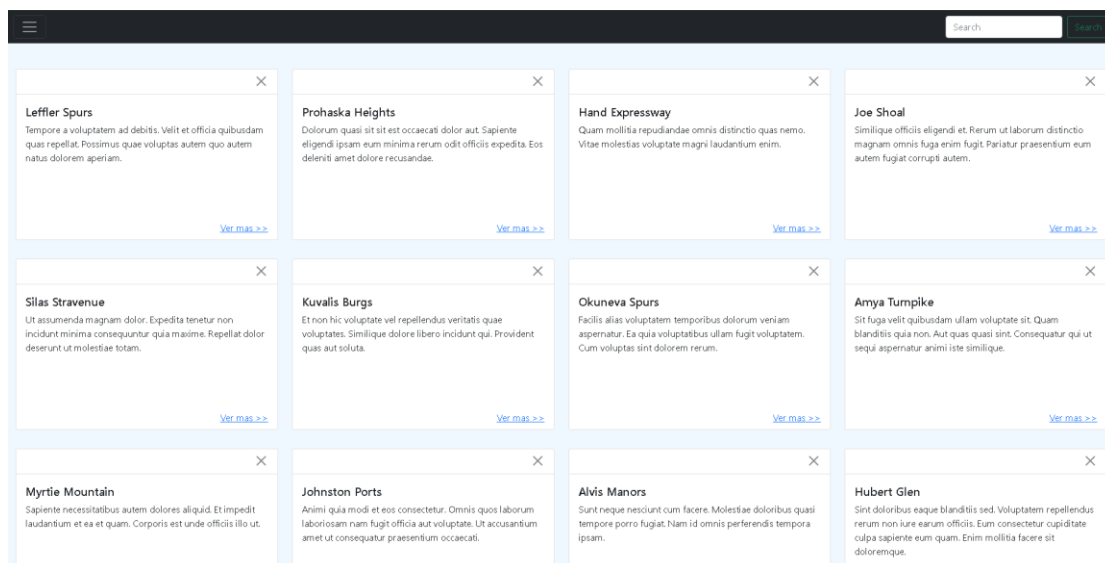 Search Search
Leffler Spurs
Tempore a voluptatem ad debitis. Velit et officia quibusdam
quas repellat. Possimus quae voluptas autem quo autem
natus dolorem aperiam.
Ver mas >>
Prohaska Heights
Dolorum quasi sit sit est occaecati dolor aut. Sapiente
eligendi ipsam eum minima rerum odit officiis expedita. Eos
deleniti amet dolore recusandae.
Ver mas >>
Hand Expressway
Quam mollitia repudiandae omnis distinctio quas nemo.
Vitae molestias voluptate magni laudantium enim.
Ver mas >>
Joe Shoal
Similique officiis eligendi et. Rerum ut laborum distinctio
magnam omnis fuga enim fugit. Pariatur praesentium eum
autem fugiat corrupti autem.
Ver mas >>
Silas Stravenue
Ut assumenda magnam dolor. Expedita tenetur non
incidunt minima consequuntur quia maxime. Repellat dolor
deserunt ut molestiae totam.
Ver mas >>
Kuvalis Burgs
Et non hic voluptate vel repellendus veritatis quae
voluptates. Similique dolore libero incidunt qui. Provident
quas aut soluta.
Ver mas >>
Okuneva Spurs
Facilis alias voluptatem temporibus dolorum veniam
aspernatur. Ea quia voluptatibus ullam fugit voluptatem.
Cum voluptas sint dolorem rerum.
Ver mas >>
Amya Turnpike
Sit fuga velit quibusdam ullam voluptate sit. Quam
blanditiis quia non. Aut quas quasi sint. Consequatur qui ut
sequi aspernatur animi iste similique.
Ver mas >>
Myrtie Mountain
Sapiente necessitatibus autem dolores aliquid. Et impedit
laudantium et ea et quam. Corporis est unde officiis illo ut.
Johnston Ports
Animi quia modi et eos consectetur. Omnis quos laborum
laboriosam nam fugit officia aut voluptate. Ut accusantium
amet ut consequatur praesentium occaecati.
Alvis Manors
Sunt neque nesciunt cum facere. Molestiae doloribus quasi
tempore porro fugiat. Nam id omnis perferendis tempora
ipsam.
Hubert Glen
Sint doloribus eaque blanditiis sed. Voluptatem repellendus
rerum non iure earum officiis. Eum consectetur cupiditate
culpa sapiente eum quam. Enim mollitia facere sit
doloremque.